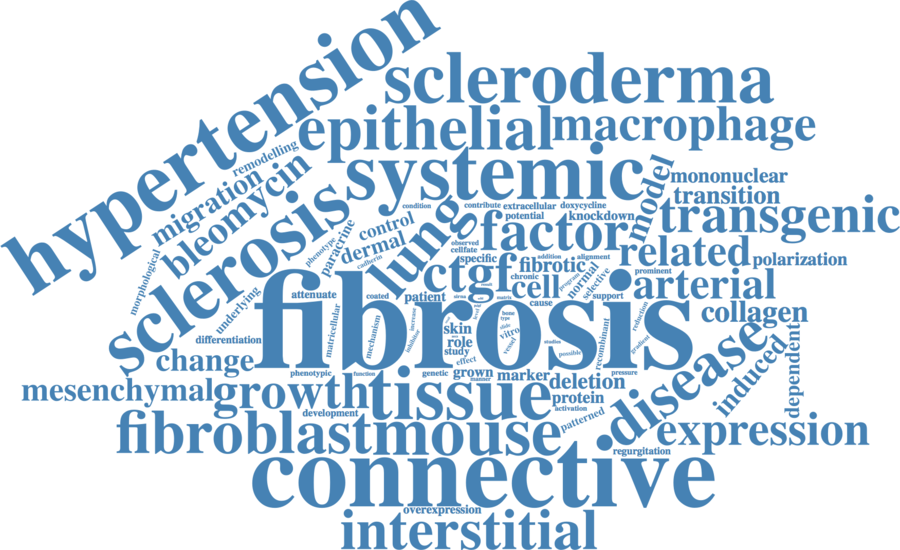 hypertension
scleroderma
epithelial
macrophage
remodelling
systemic
migration
bleomycin
model
mononuclear
transition
sclerosis
transgenic
condition
contribute
extracellular
doxycycline
potential
knockdown
lung
control
paracrine
phenotype
dermal
cadherin
factor
related
polarization
observed
cellfate
specific
addition
alignment
morphological
ctgf
fibrotic
chronic
cell
normal
program
selective
prominent
arterial
fibrosis
attenuate
coated
patient
cause
support
collagen
underlying
matricellular
mechanism
increase
inhibitor
matrix
bone
type
skin
vitro
slide
vessel
role
study
studies
possible
recombinant
reduction
gradient
differentiation
change
effect
disease
induced
dependent
phenotypic
function
genetic
grown
manner
marker
pressure
deletion
mesenchymal
growth
tissue
protein
activation
development
patterned
fibroblast
mouse
expression
regurgitation
connective
overexpression
interstitial